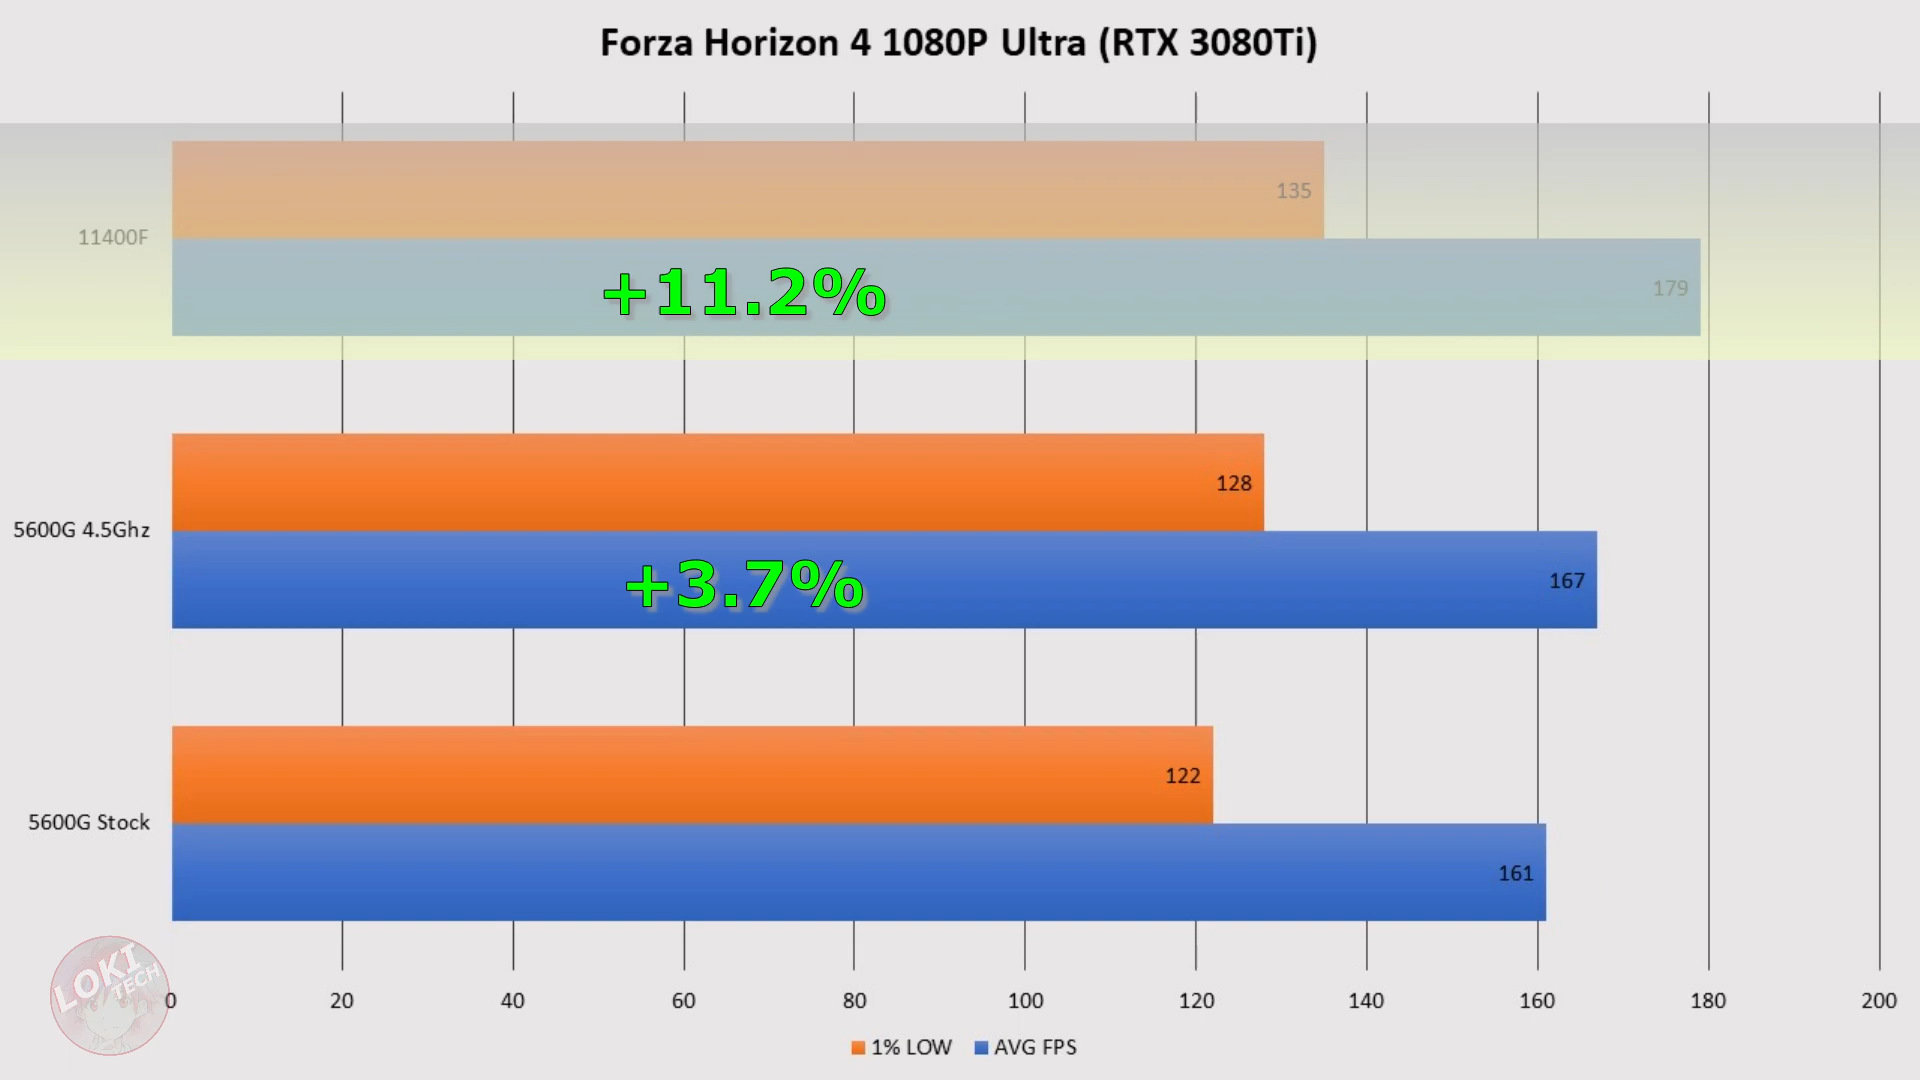 Forza Horizon 4 1080P Ultra (RTX 3080Ti)
135
11400F
179
+11.2%
128
5600G 4.5Ghz
167
+3.7%
122
5600G Stock
161
LOKI
TECH
0 20 40 60 80 100 120 140 160 180 200
1% LOW AVG FPS